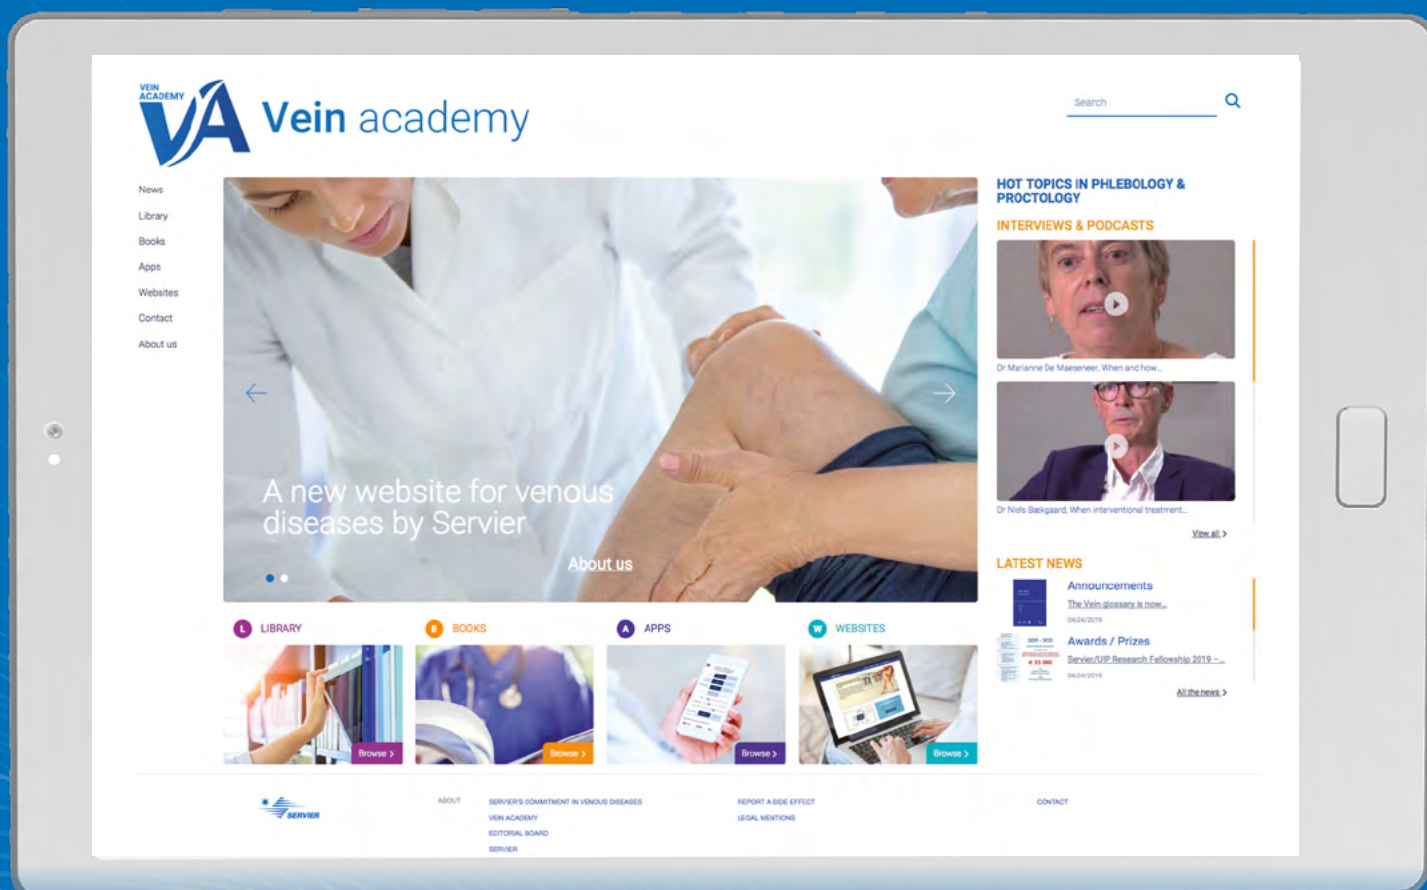 VEIN
ACADEMY
VA
Vein academy
Search
News
Library
Books
Apps
Websites
Contact
About us
A new website for venous
diseases by Servier
About us
HOT TOPICS IN PHLEBOLOGY &
PROCTOLOGY
INTERVIEWS & PODCASTS
Dr Marianne De Maeseneer, When and how...
Dr Niels Bækgaard, When interventional treatment...
View all >
LATEST NEWS
Announcements
The Vein glossary is now...
04/24/2019
2019 - 2021
€ 25 000
Awards / Prizes
Servier/UIP Research Fellowship 2019 –...
04/24/2019
All the news >
L LIBRARY
B BOOKS
A APPS
W WEBSITES
Browse >
Browse >
Browse >
Browse >
SERVIER
ABOUT
SERVIER'S COMMITMENT IN VENOUS DISEASES
VEIN ACADEMY
EDITORIAL BOARD
SERVIER
REPORT A SIDE EFFECT
LEGAL MENTIONS
CONTACT